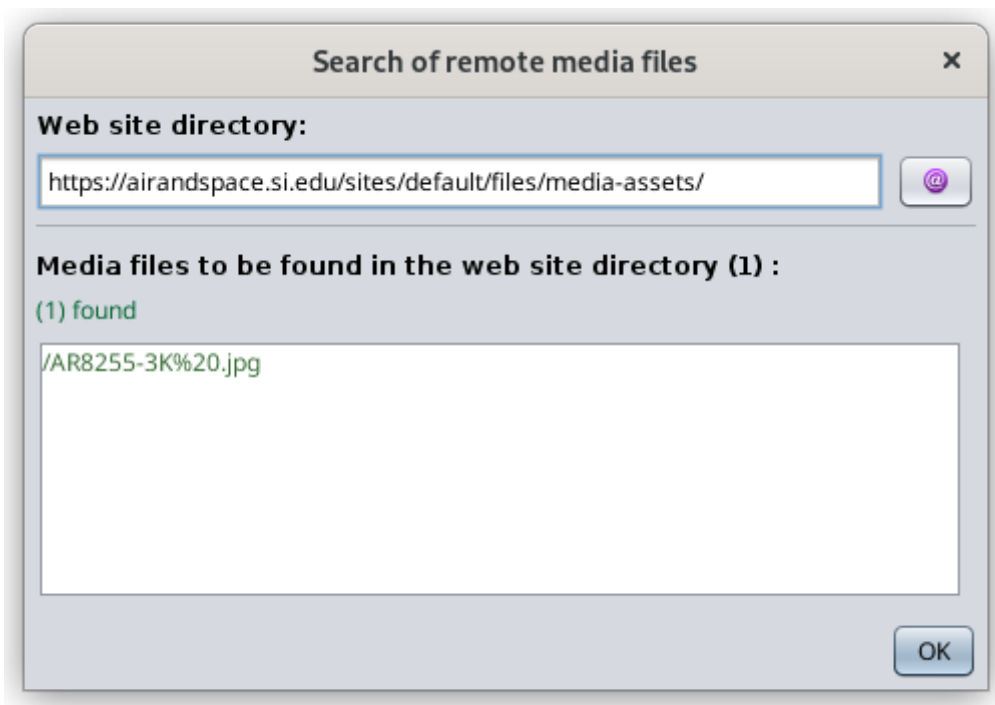 Search of remote media files
Web site directory:
https://airandspace.si.edu/sites/default/files/media-assets/
@
Media files to be found in the web site directory (1) :
(1) found
/AR8255-3K%20.jpg
OK